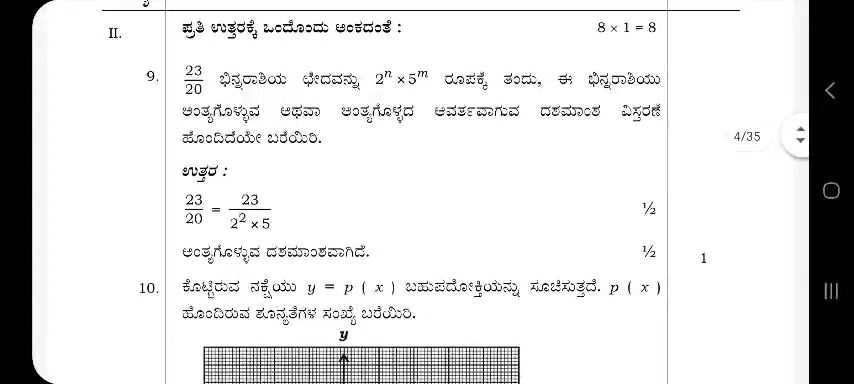 II. ಪ್ರತಿ ಉತ್ತರಕ್ಕೆ ಒಂದೊಂದು ಅಂಕದಂತೆ : 8 × 1 = 8
9. 23/20 ಭಿನ್ನರಾಶಿಯ ಛೇದವನ್ನು 2ⁿ × 5ᵐ ರೂಪಕ್ಕೆ ತಂದು, ಈ ಭಿನ್ನರಾಶಿಯು
ಅಂತ್ಯಗೊಳ್ಳುವ ಅಥವಾ ಅಂತ್ಯಗೊಳ್ಳದ ಆವರ್ತವಾಗುವ ದಶಮಾಂಶ ವಿಸ್ತರಣೆ
4/35
ಹೊಂದಿದೆಯೇ ಬರೆಯಿರಿ.
ಉತ್ತರ :
23/20 = 23/(2² × 5) ½
ಅಂತ್ಯಗೊಳ್ಳುವ ದಶಮಾಂಶವಾಗಿದೆ. ½ 1
10. ಕೊಟ್ಟಿರುವ ನಕ್ಷೆಯು y = p ( x ) ಬಹುಪದೋಕ್ತಿಯನ್ನು ಸೂಚಿಸುತ್ತದೆ. p ( x )
ಹೊಂದಿರುವ ಶೂನ್ಯತೆಗಳ ಸಂಖ್ಯೆ ಬರೆಯಿರಿ.
y